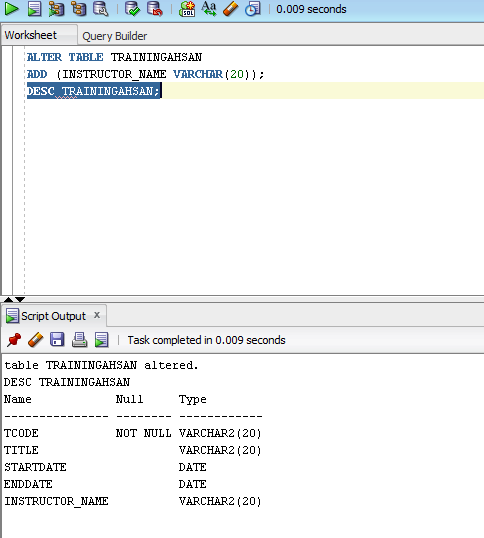 0.009 seconds
Worksheet Query Builder
ALTER TABLE TRAININGAHSAN
ADD (INSTRUCTOR_NAME VARCHAR(20));
DESC TRAININGAHSAN;
Script Output x
Task completed in 0.009 seconds
table TRAININGAHSAN altered.
DESC TRAININGAHSAN
Name Null Type
--------------- -------- ------------
TCODE NOT NULL VARCHAR2(20)
TITLE VARCHAR2(20)
STARTDATE DATE
ENDDATE DATE
INSTRUCTOR_NAME VARCHAR2(20)